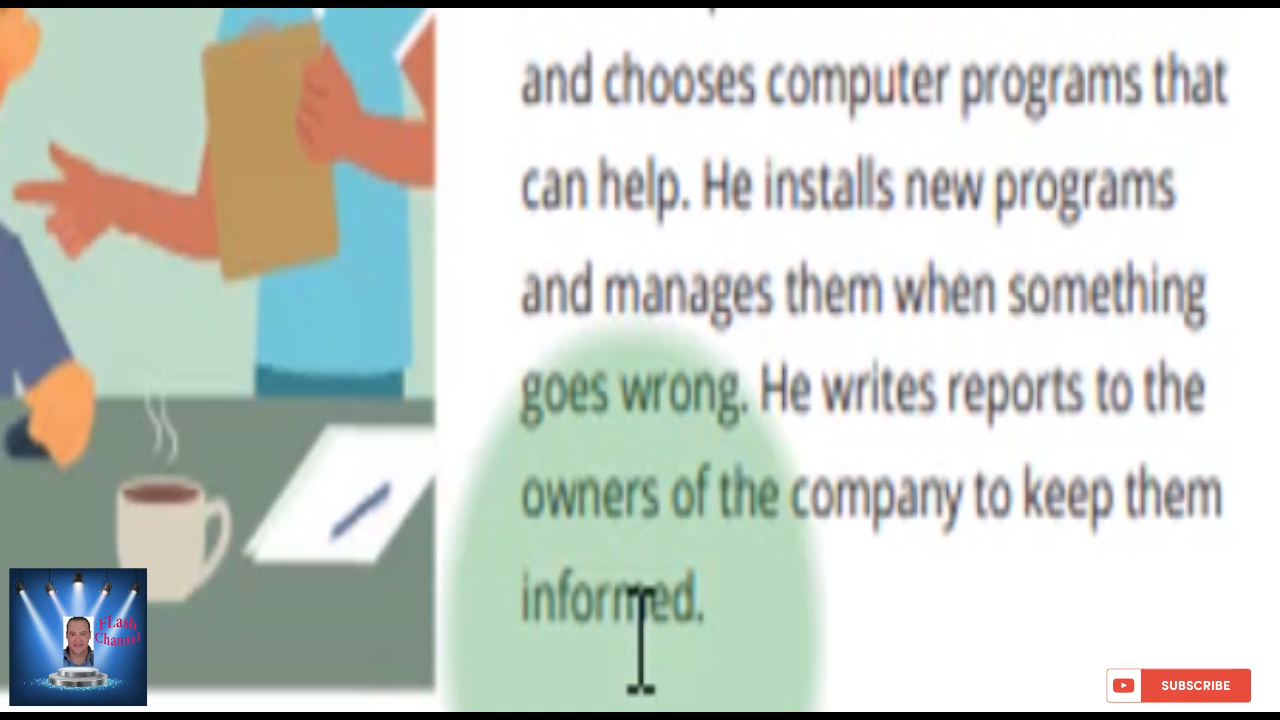 and chooses computer programs that
can help. He installs new programs
and manages them when something
goes wrong. He writes reports to the
owners of the company to keep them
informed.
FLash
Channel
SUBSCRIBE